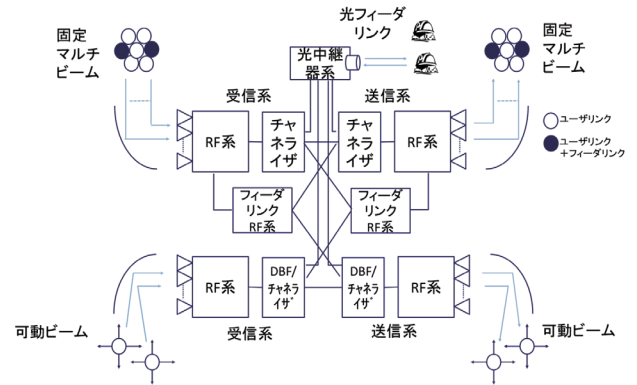 光フィーダ
リンク
固定
マルチ
ビーム
光中継
器系
固定
マルチ
ビーム
受信系
送信系
RF系
チャ
ネラ
イザ
チャ
ネラ
イザ
RF系
ユーザリンク
ユーザリンク
+フィーダリンク
フィーダ
リンク
RF系
フィーダ
リンク
RF系
RF系
DBF/
チャネラ
イザ
DBF/
チャネラ
イザ
RF系
可動ビーム
受信系
送信系
可動ビーム